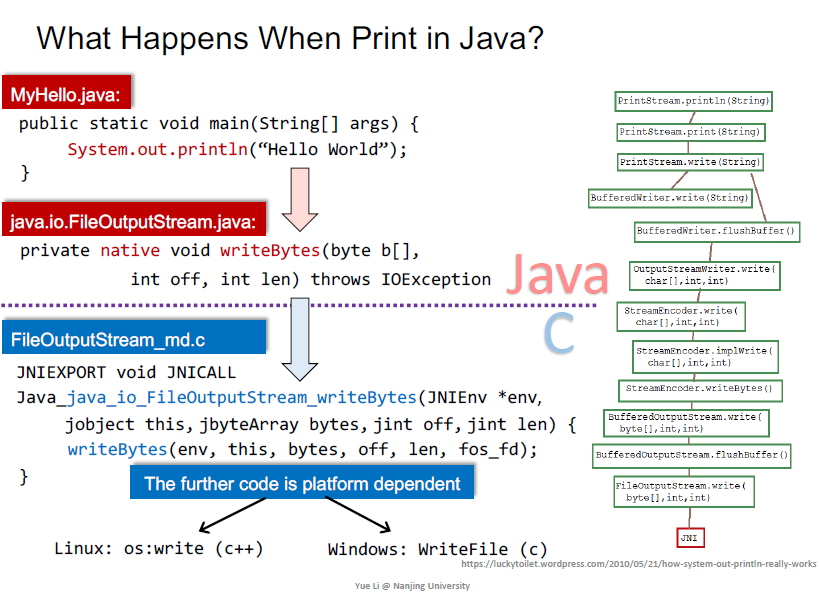 What Happens When Print in Java?
MyHello.java:
public static void main(String[] args) {
System.out.println(“Hello World”);
}
java.io.FileOutputStream.java:
private native void writeBytes(byte b[],
int off, int len) throws IOException
Java
C
FileOutputStream_md.c
JNIEXPORT void JNICALL
Java_java_io_FileOutputStream_writeBytes(JNIEnv *env,
jobject this, jbyteArray bytes, jint off, jint len) {
writeBytes(env, this, bytes, off, len, fos_fd);
}
The further code is platform dependent
Linux: os:write (c++)
Windows: WriteFile (c)
PrintStream.println(String)
PrintStream.print(String)
PrintStream.write(String)
BufferedWriter.write(String)
BufferedWriter.flushBuffer()
OutputStreamWriter.write(
char[],int,int)
StreamEncoder.write(
char[],int,int)
StreamEncoder.implWrite(
char[],int,int)
StreamEncoder.writeBytes()
BufferedOutputStream.write(
byte[],int,int)
BufferedOutputStream.flushBuffer()
FileOutputStream.write(
byte[],int,int)
JNI
https://luckytoilet.wordpress.com/2010/05/21/how-system-out-println-really-works
Yue Li @ Nanjing University